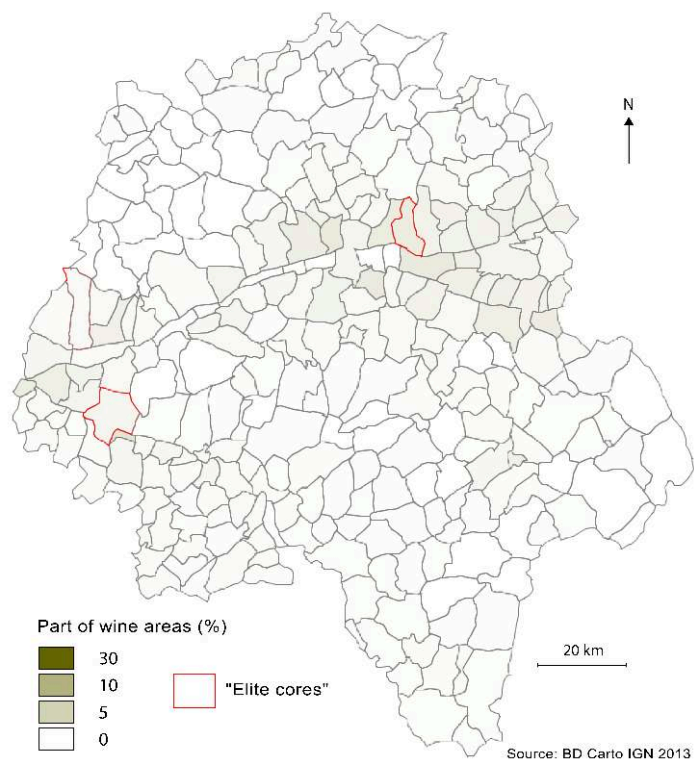 N
Part of wine areas (%)
30
10
5
0
"Elite cores"
20 km
Source: BD Carto IGN 2013